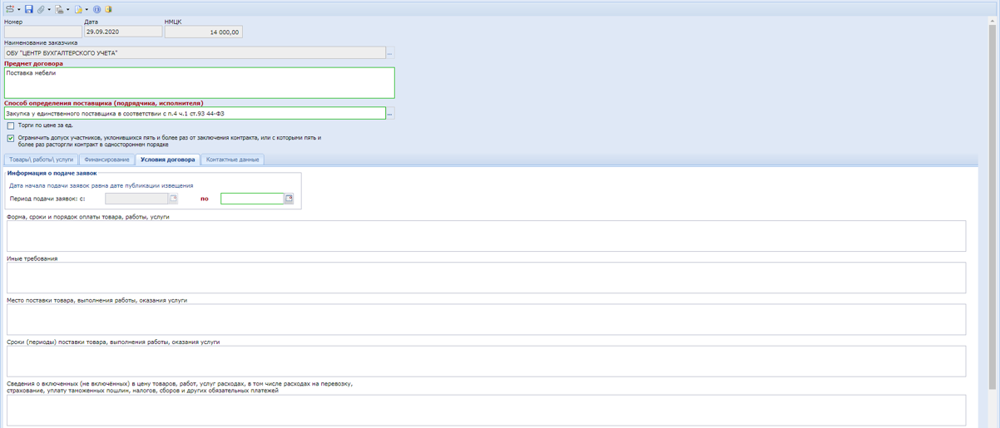 Номер Дата НМЦК
29.09.2020 14 000,00
Наименование заказчика
ОБУ "ЦЕНТР БУХГАЛТЕРСКОГО УЧЕТА" ...
Предмет договора
Поставка мебели
Способ определения поставщика (подрядчика, исполнителя)
Закупка у единственного поставщика в соответствии с п.4 ч.1 ст.93 44-ФЗ ...
Торги по цене за ед.
Ограничить допуск участников, уклонившихся пять и более раз от заключения контракта, или с которыми пять и
более раз расторгли контракт в одностороннен порядке
Товары\ работы\ услуги Финансирование Условия договора Контактные данные
Информация о подаче заявок
Дата начала подачи заявок равна дате публикации извещения
Период подачи заявок: с: по
Форма, сроки и порядок оплаты товара, работы, услуги
Иные требования
Место поставки товара, выполнения работы, оказания услуги
Сроки (периоды) поставки товара, выполнения работы, оказания услуги
Сведения о включенных (не включённых) в цену товаров, работ, услуг расходах, в том числе расходах на перевозку,
страхование, уплату таможенных пошлин, налогов, сборов и других обязательных платежей